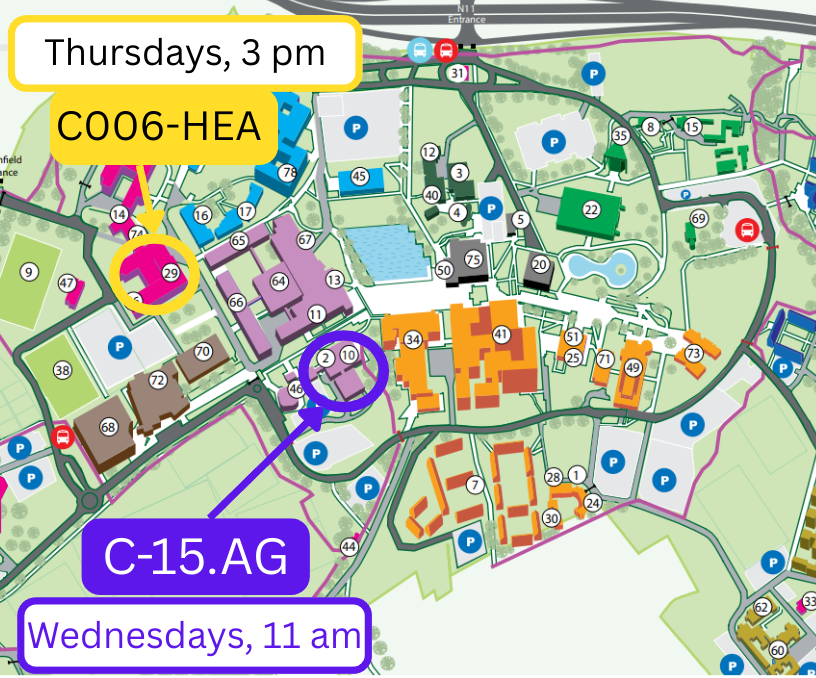 N11
Entrance
Thursdays, 3 pm
31
P
C006-HEA
P
P
35
8
15
12
3
78
45
40
nfield
nce
14
16
17
4
P
5
22
P
69
74
65
67
9
47
29
64
13
50
75
20
66
11
P
38
70
2
10
34
41
51
25
71
49
73
72
46
P
68
P
P
P
P
P
P
P
7
28
1
24
30
P
C-15.AG
44
P
Wednesdays, 11 am
62
33
60
P